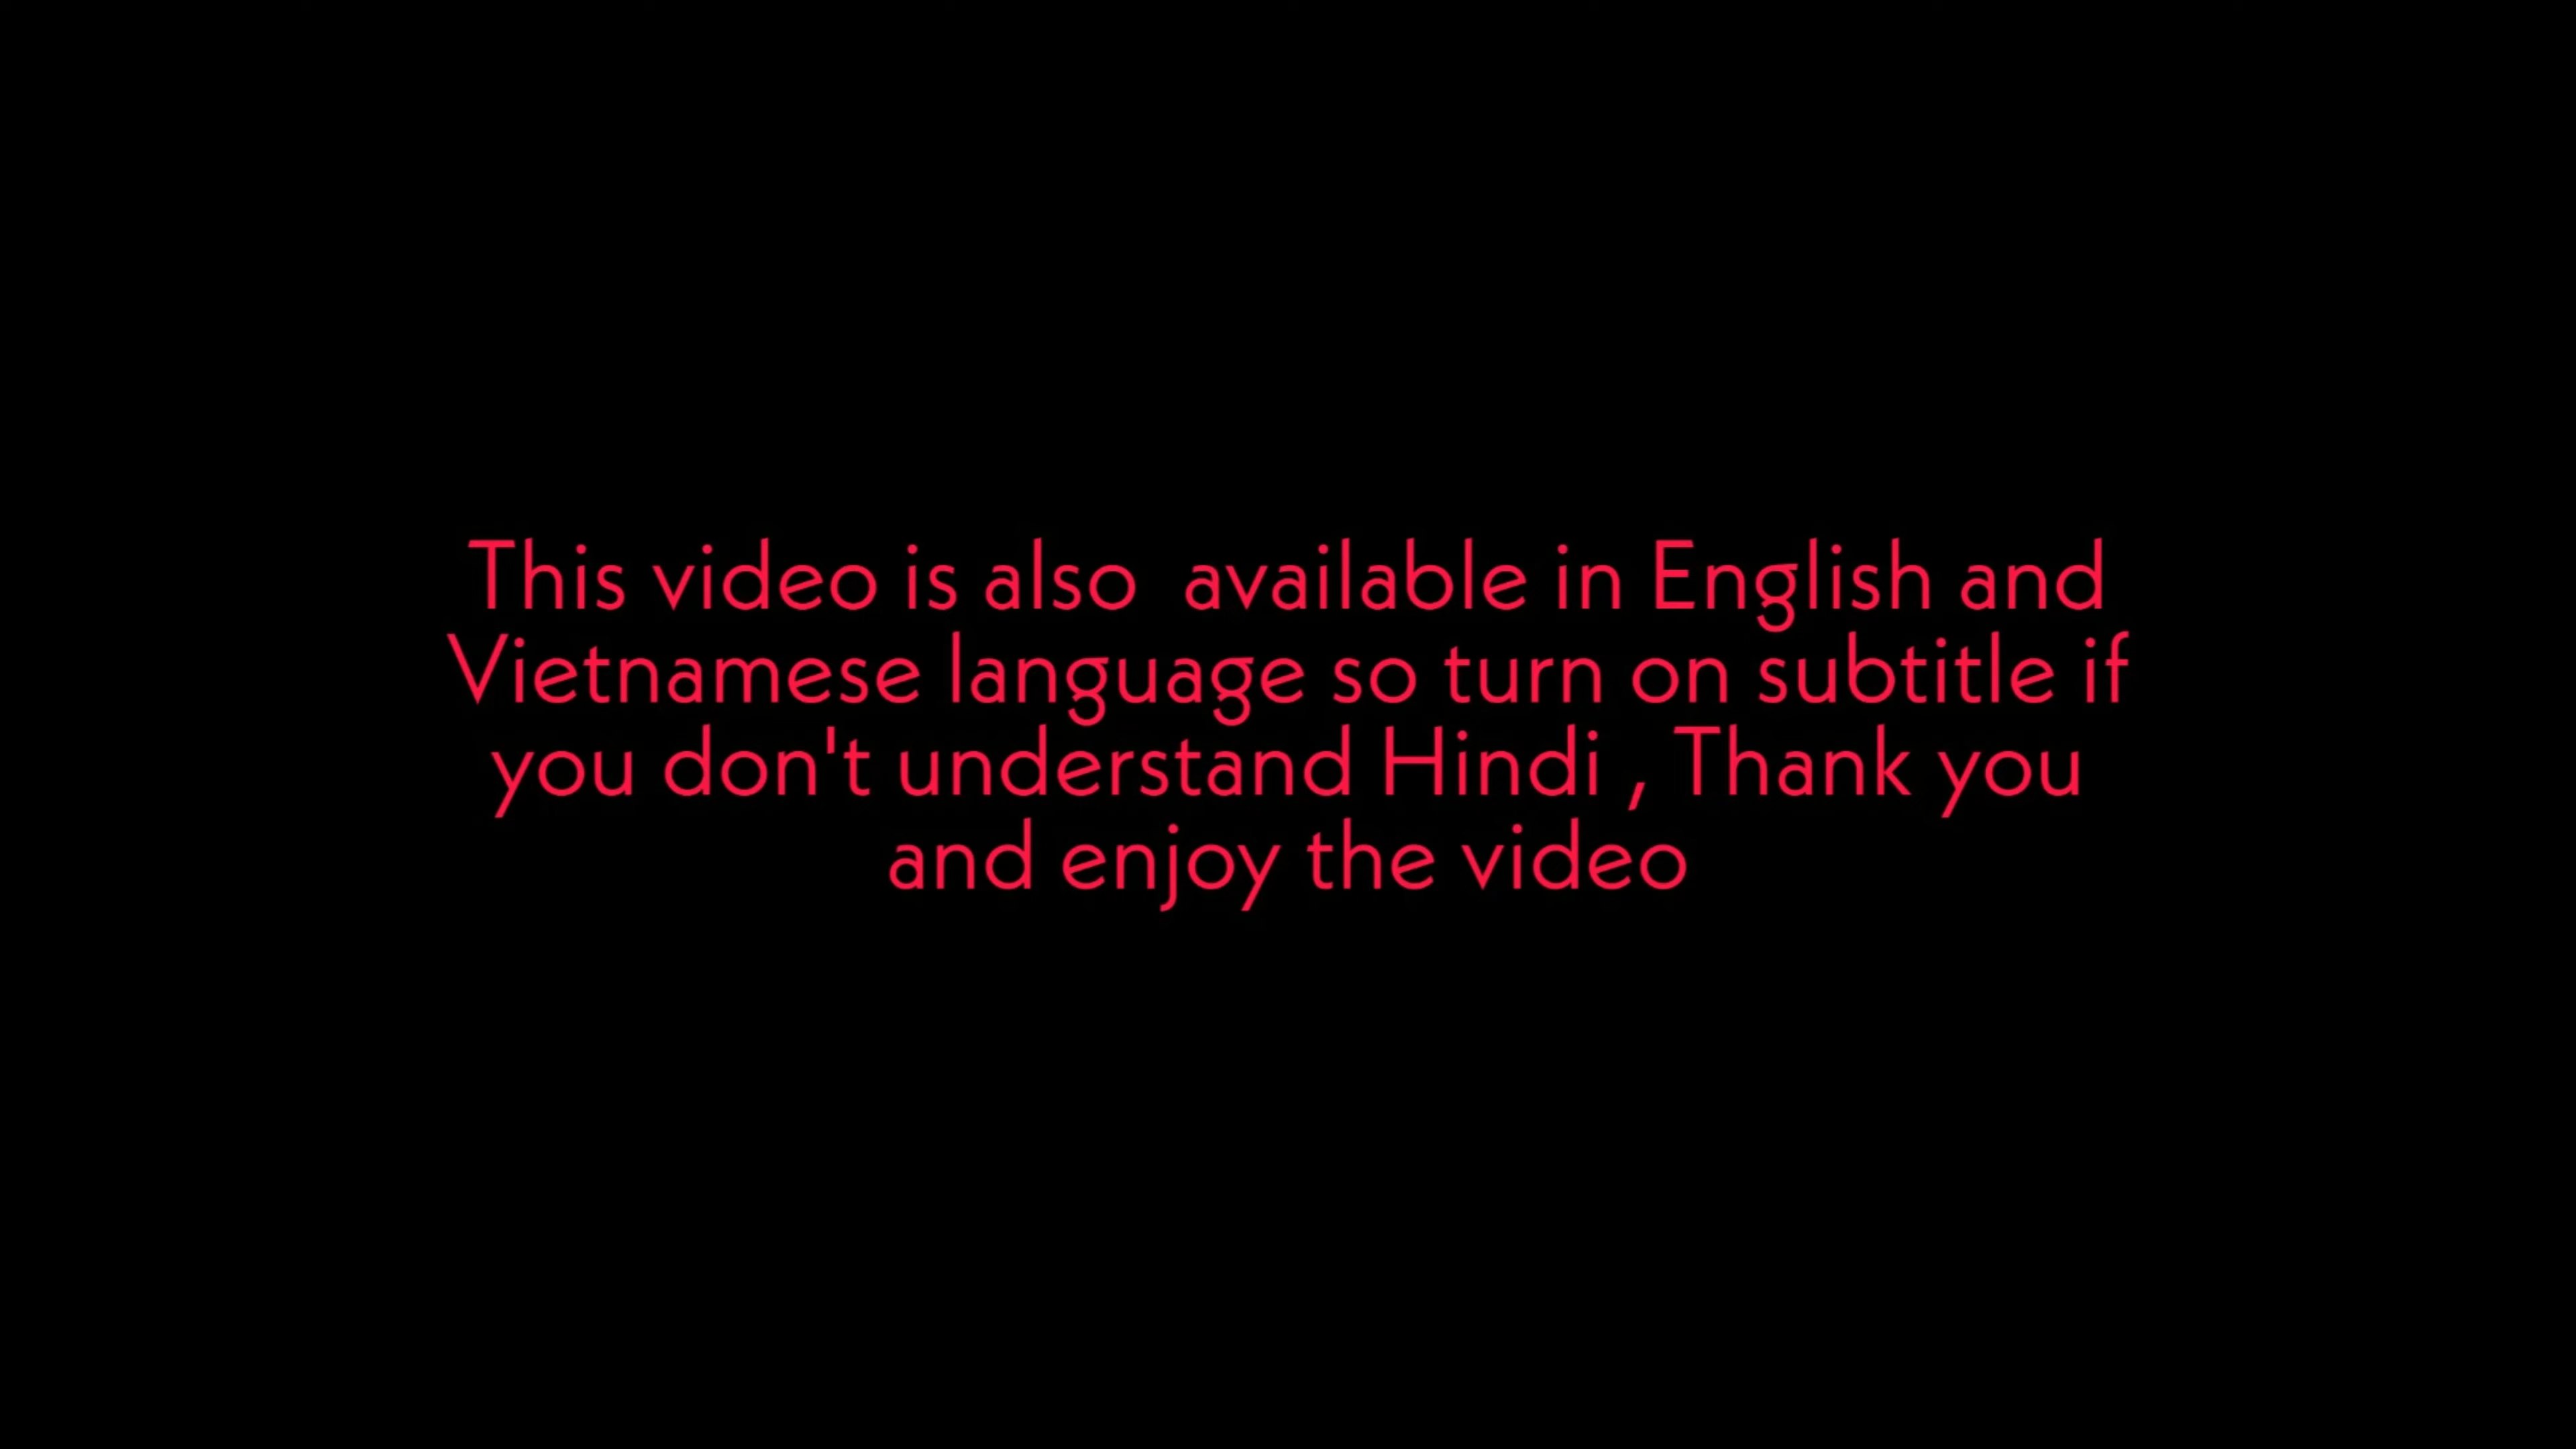 This video is also  available in English and
Vietnamese language so turn on subtitle if
you don't understand Hindi , Thank you
and enjoy the video